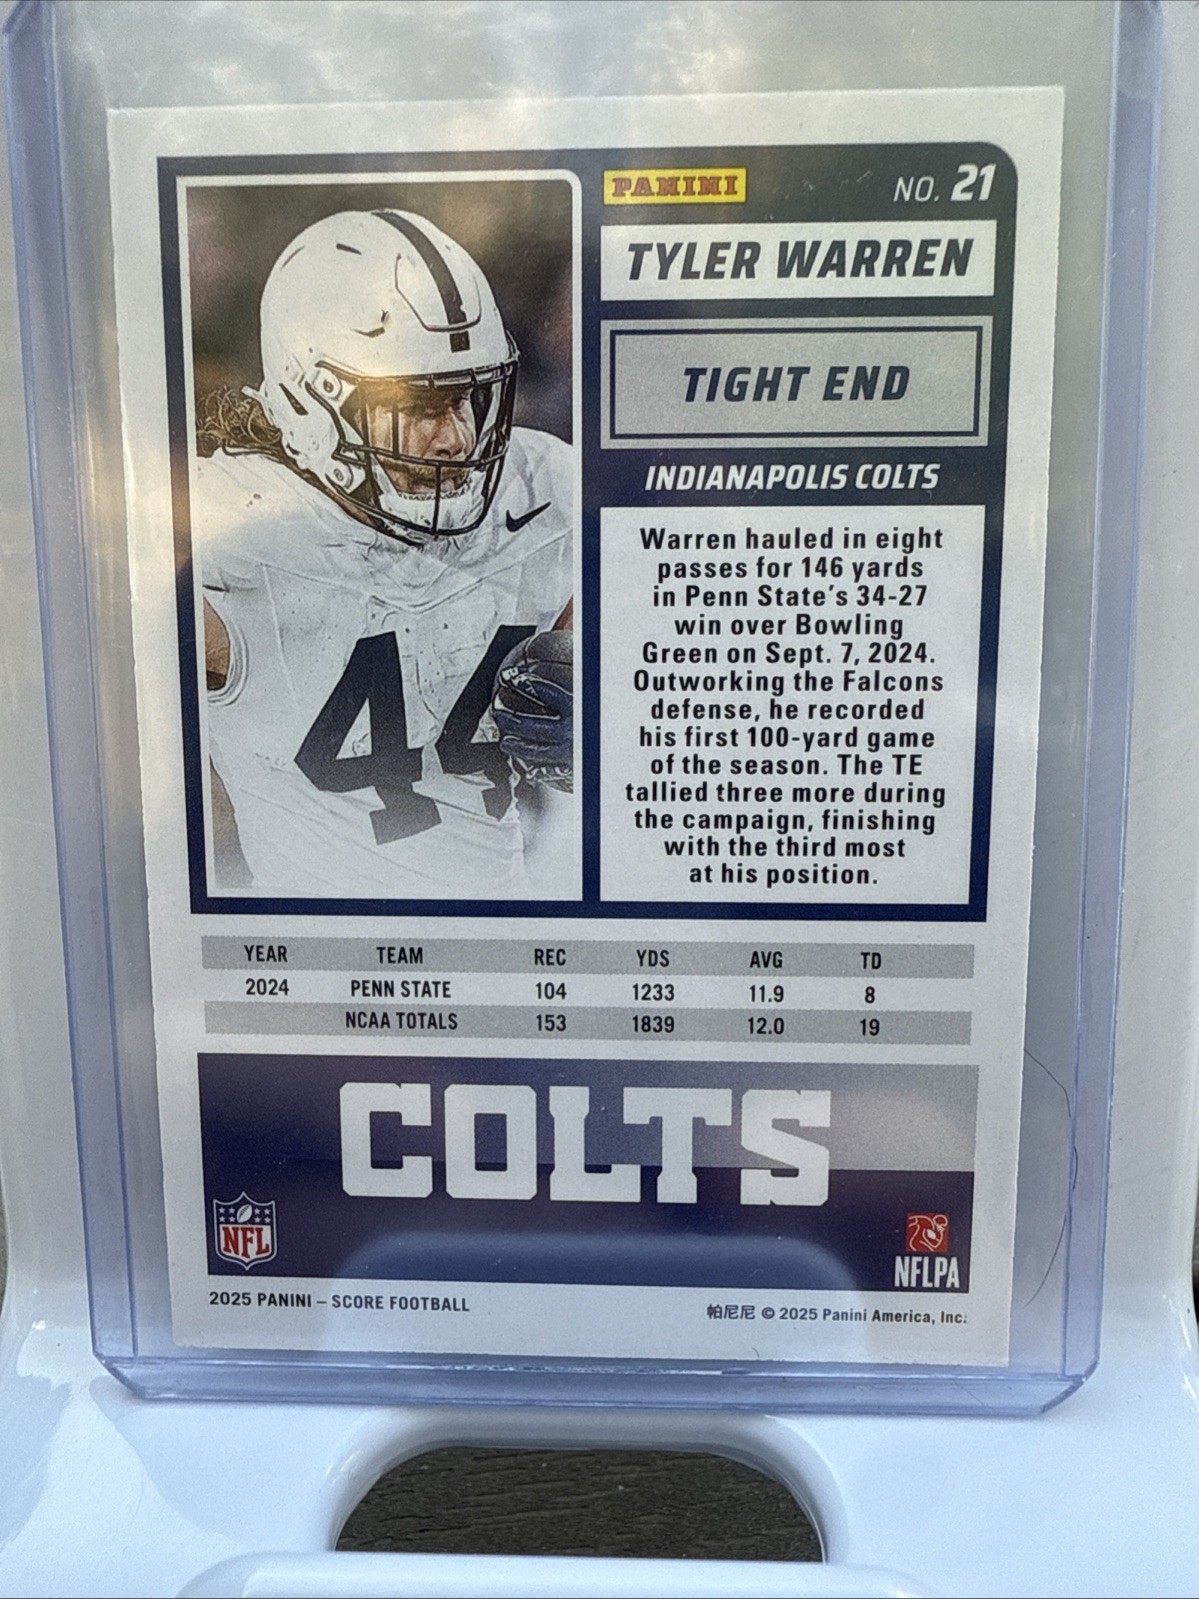 PANINI
NO. 21
TYLER WARREN
TIGHT END
INDIANAPOLIS COLTS
Warren hauled in eight
passes for 146 yards
in Penn State's 34-27
win over Bowling
Green on Sept. 7, 2024.
Outworking the Falcons
defense, he recorded
his first 100-yard game
of the season. The TE
tallied three more during
the campaign, finishing
with the third most
at his position.
44
YEAR TEAM REC YDS AVG TD
2024 PENN STATE 104 1233 11.9 8
NCAA TOTALS 153 1839 12.0 19
COLTS
NFL
NFLPA
2025 PANINI – SCORE FOOTBALL
帕尼尼 © 2025 Panini America, Inc.